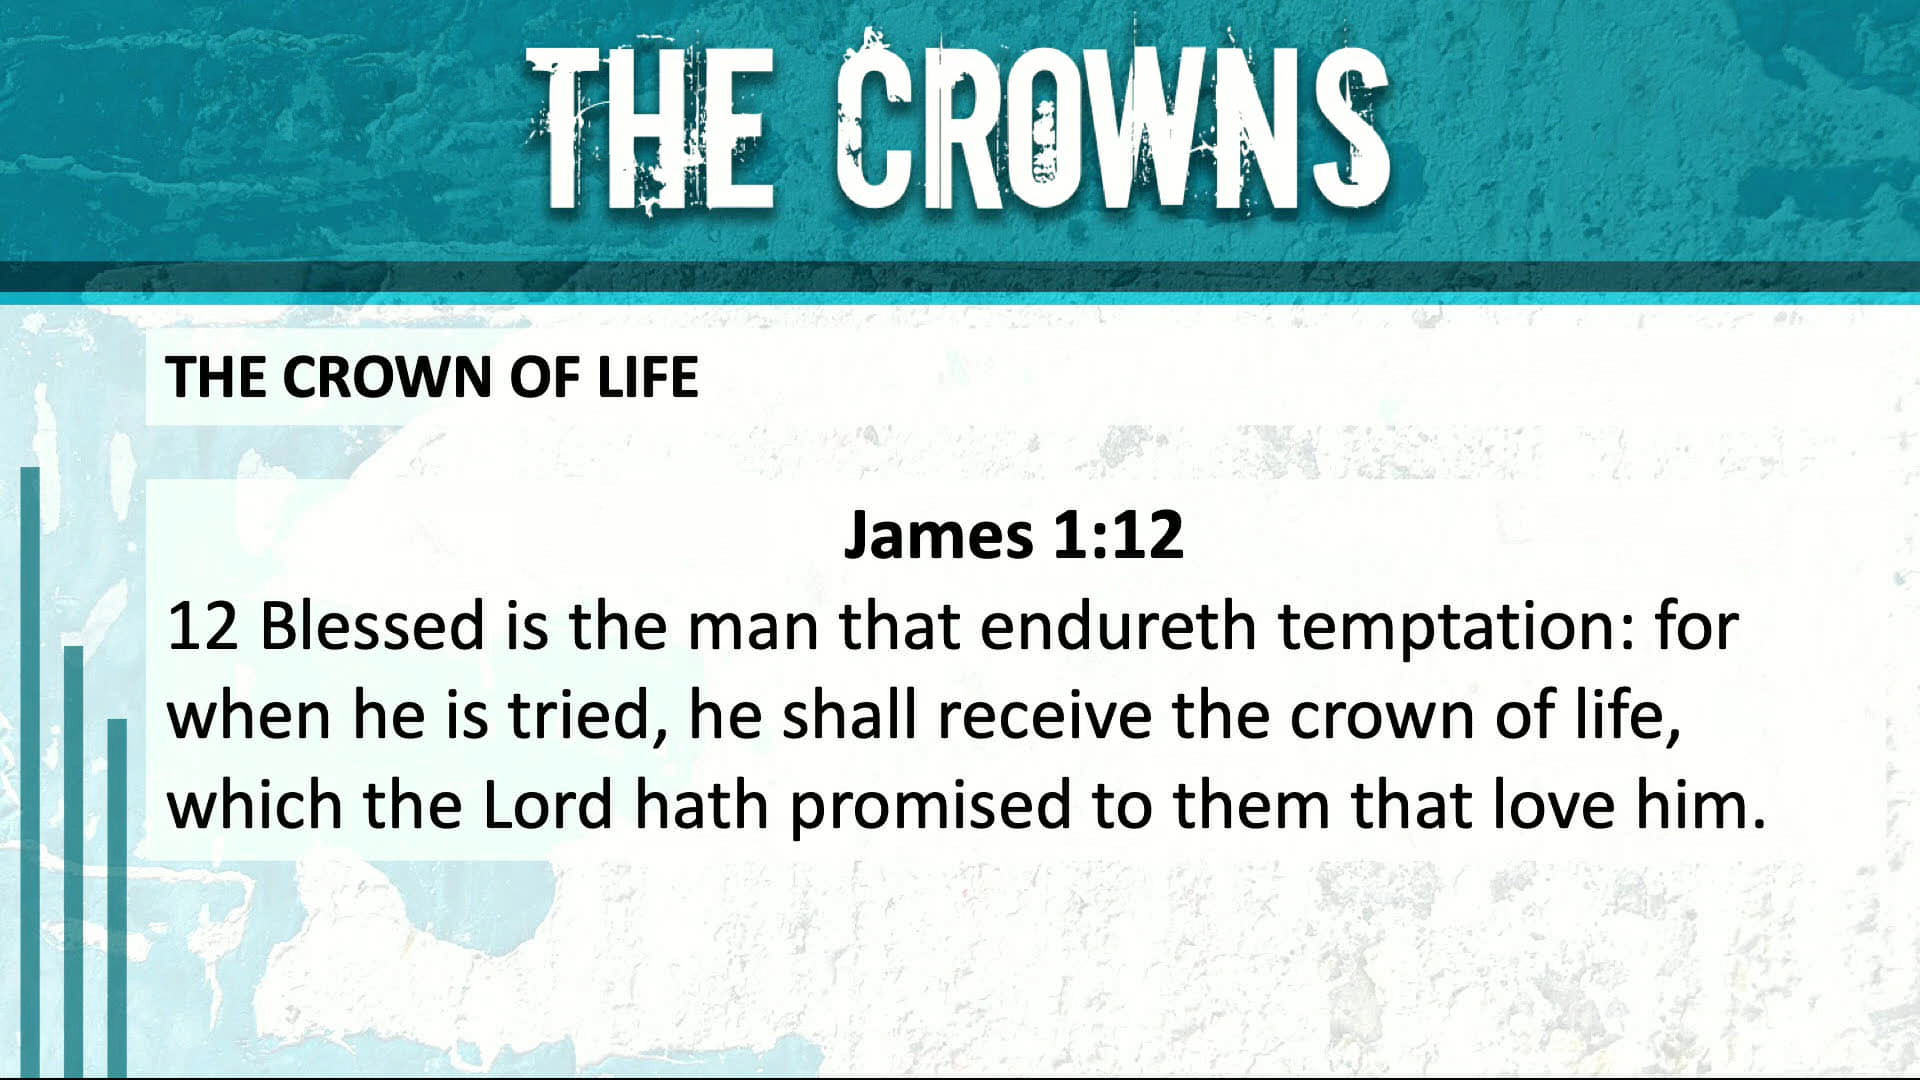 THE CROWNS
THE CROWN OF LIFE
James 1:12
12 Blessed is the man that endureth temptation: for
when he is tried, he shall receive the crown of life,
which the Lord hath promised to them that love him.